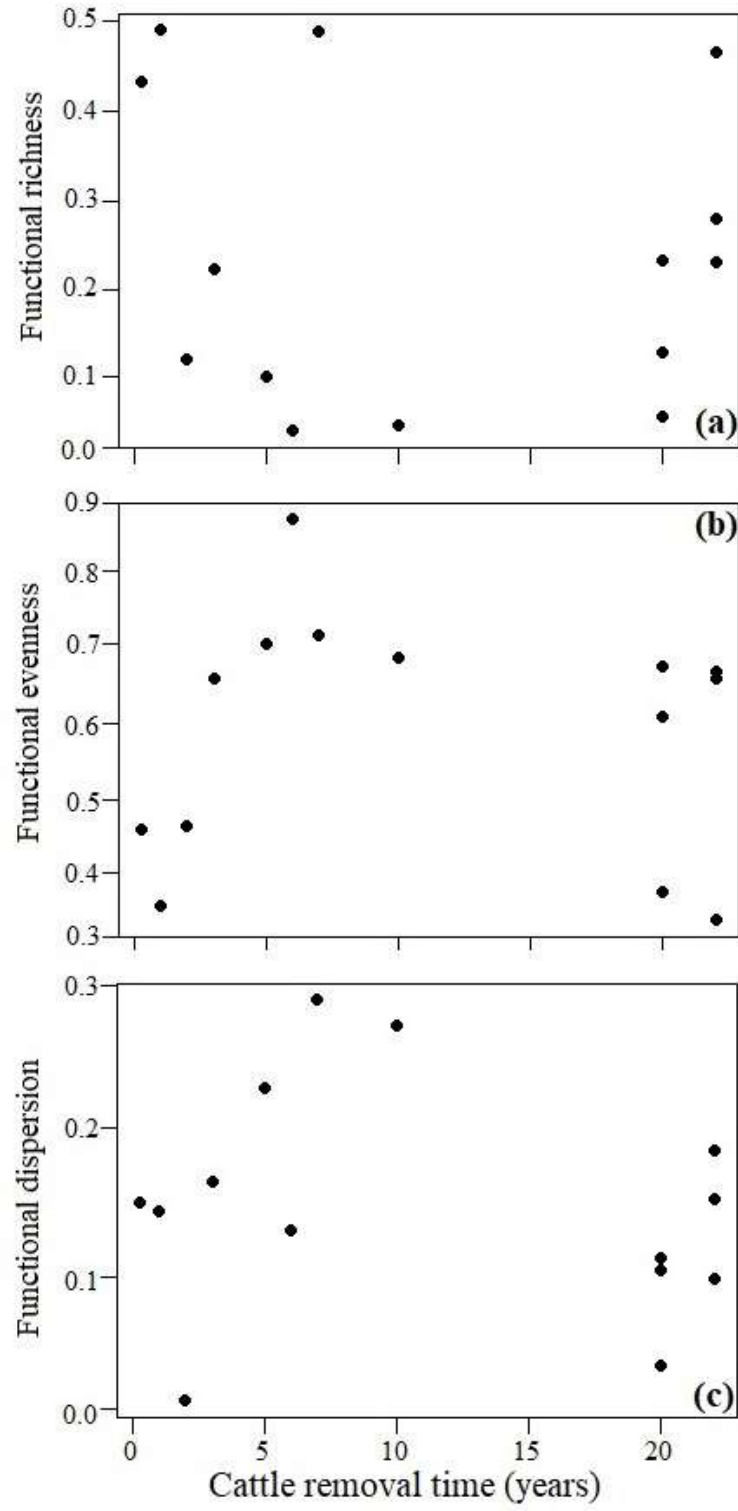 Functional richness
0.5
0.4
0.3
0.2
0.1
0.0
(a)
Functional evenness
0.9
0.8
0.7
0.6
0.5
0.4
0.3
(b)
Functional dispersion
0.3
0.2
0.1
0.0
(c)
0 5 10 15 20
Cattle removal time (years)